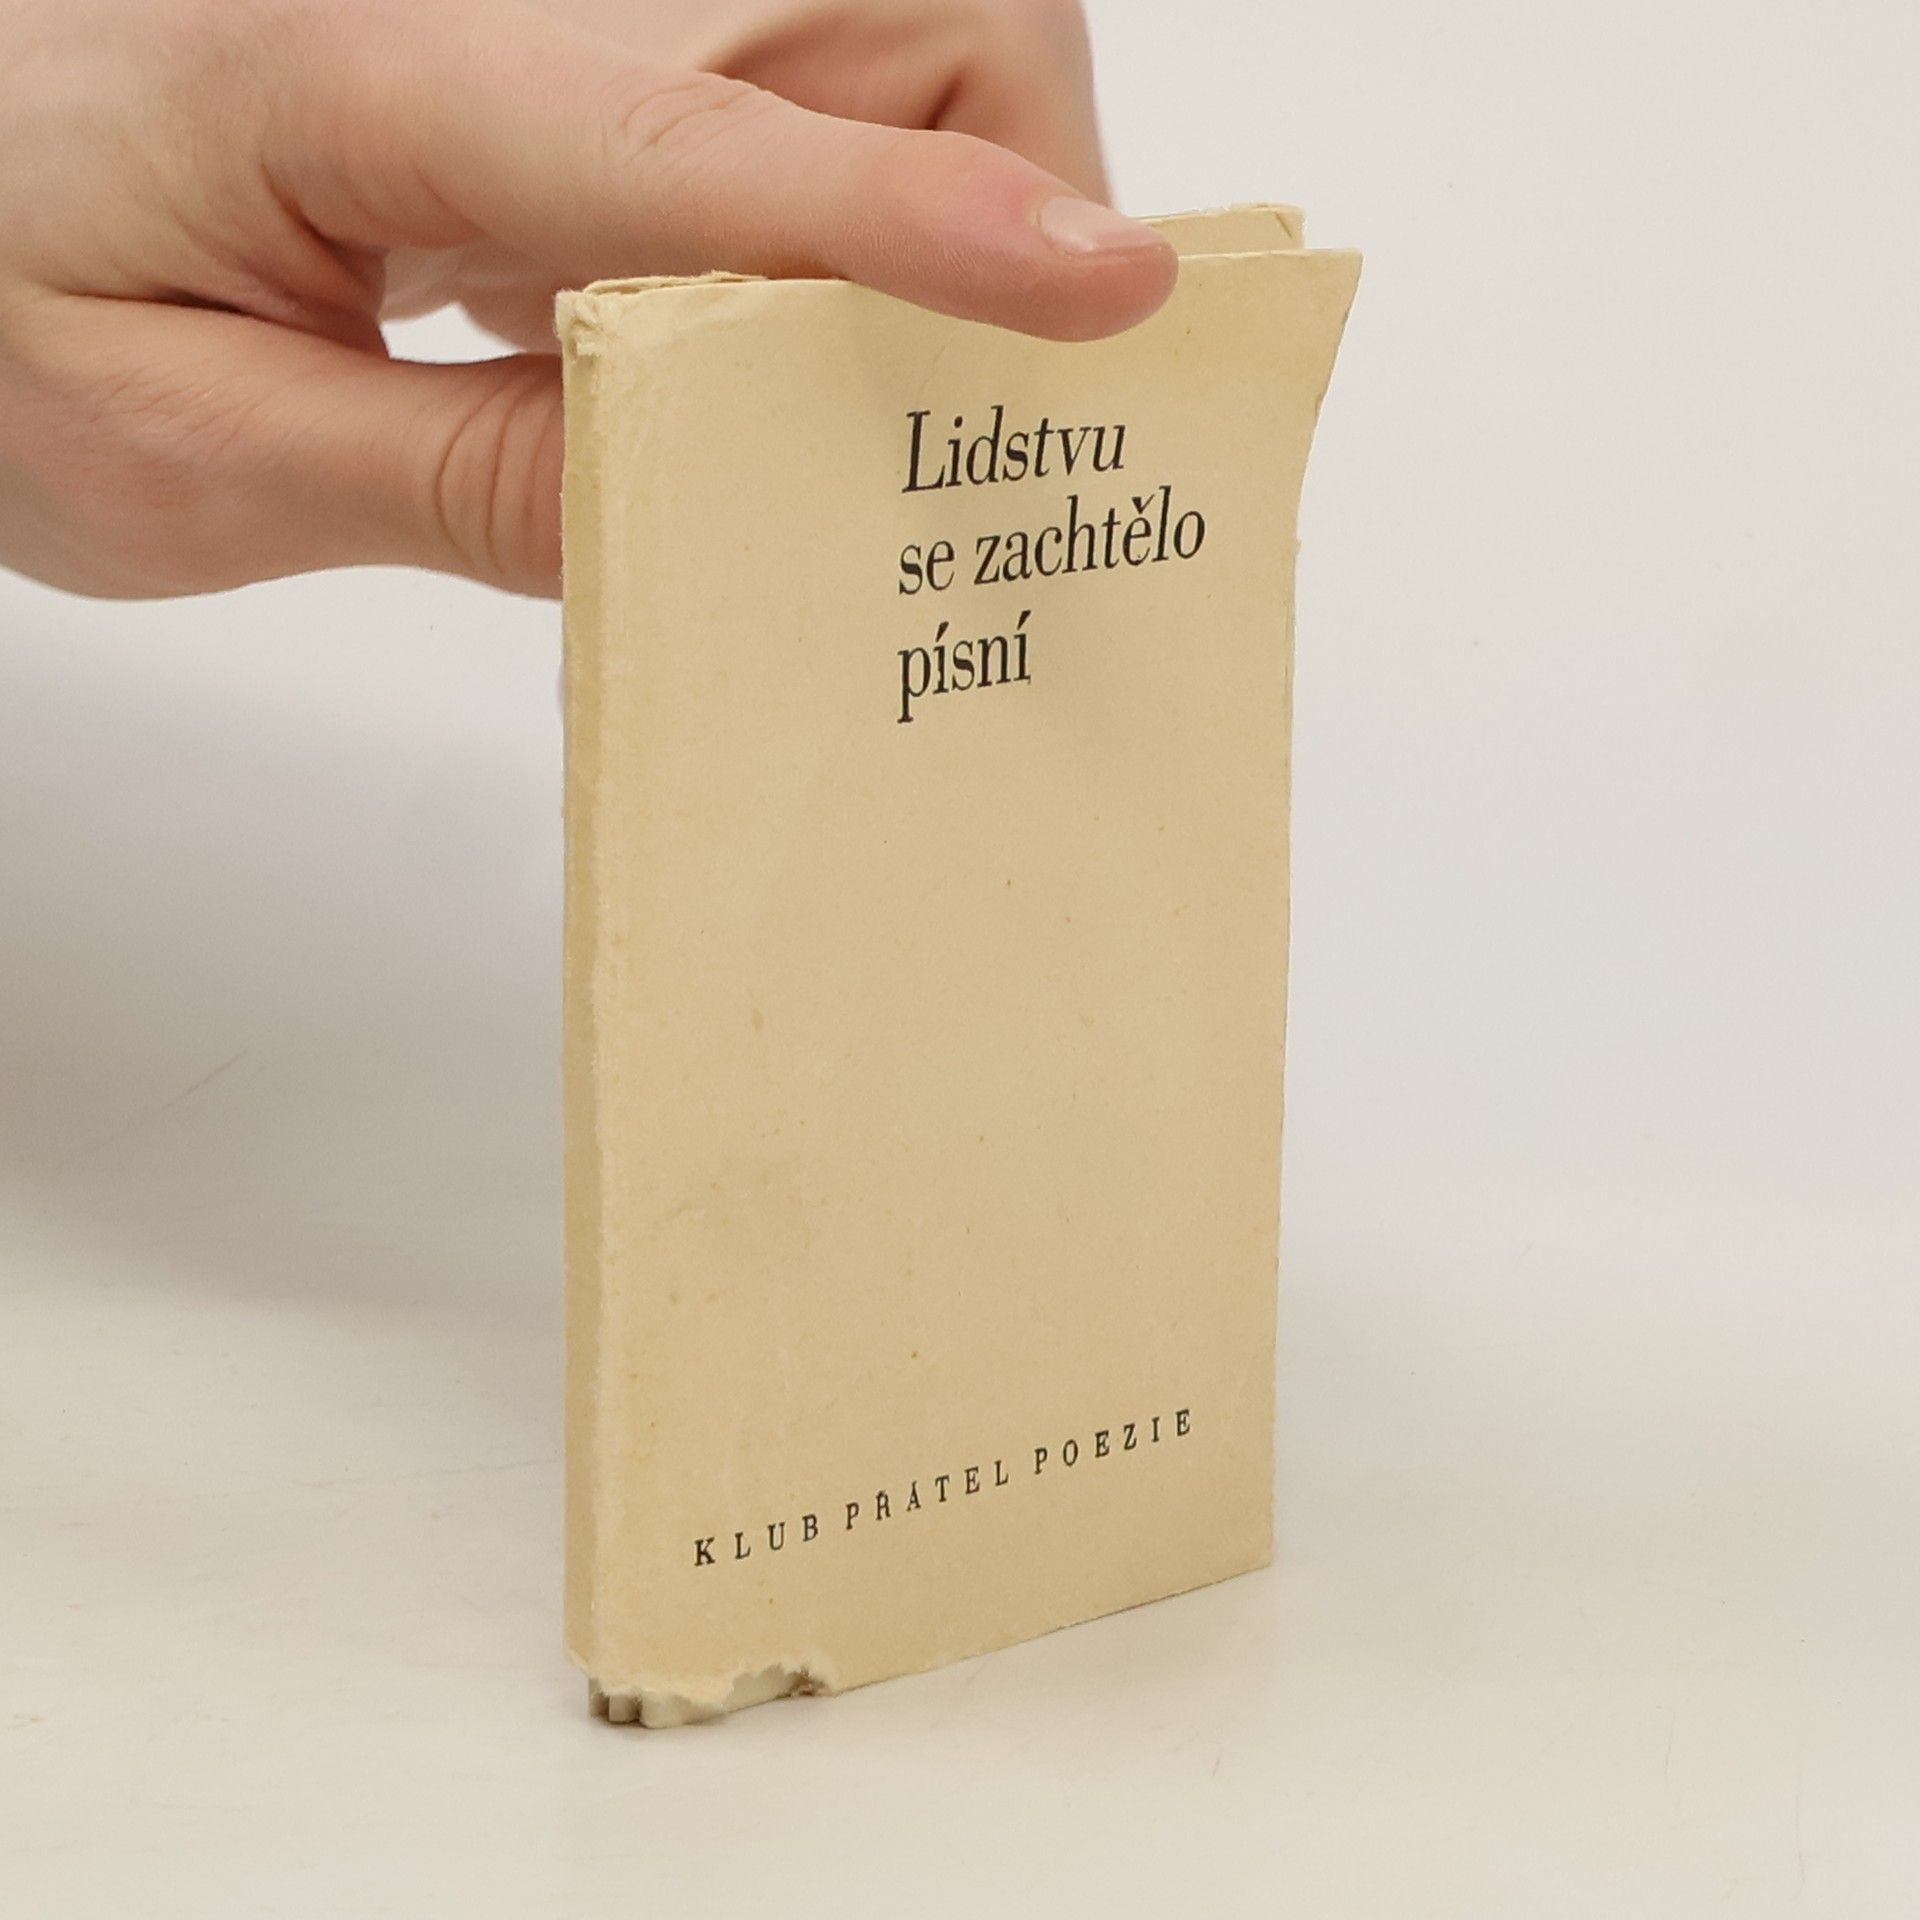 Lidstvu
se zachtělo
písní
KLUB PŘÁTEL POEZIE